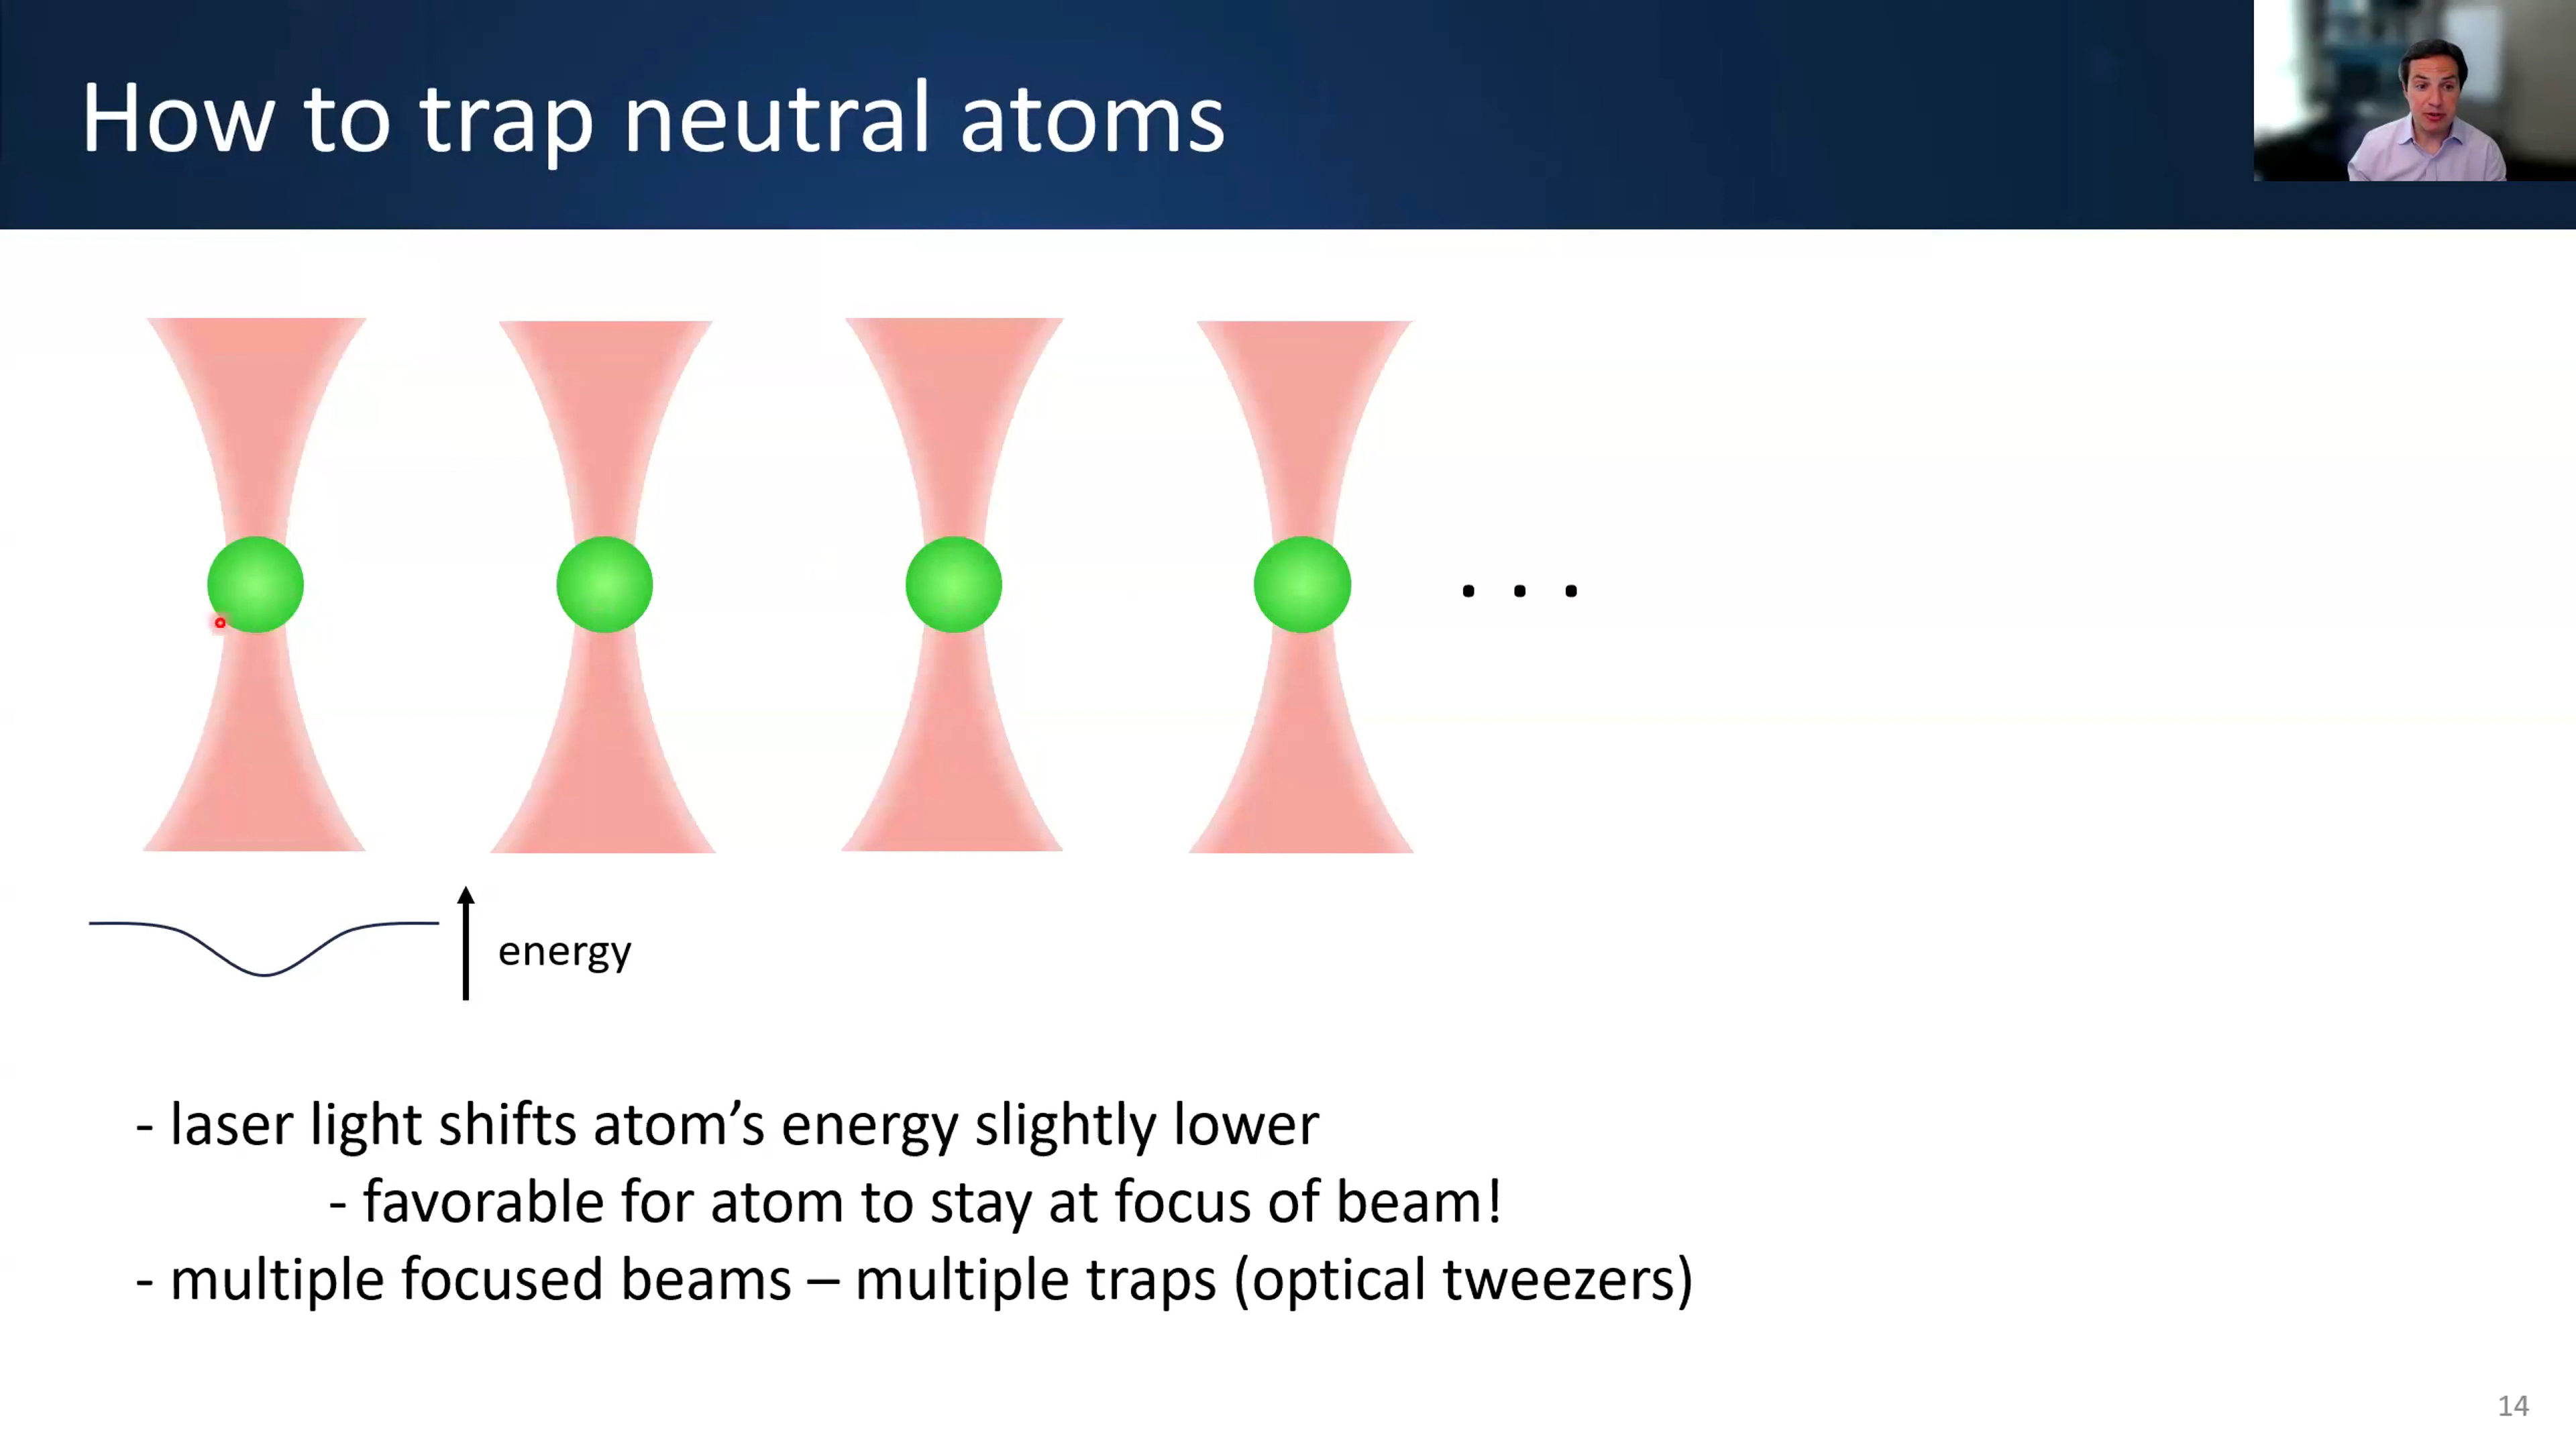 How to trap neutral atoms
. . .
energy
- laser light shifts atom’s energy slightly lower
- favorable for atom to stay at focus of beam!
- multiple focused beams – multiple traps (optical tweezers)
14